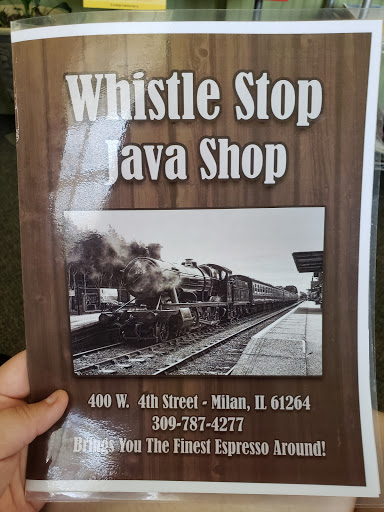 Whistle Stop
Java Shop
400 W. 4th Street - Milan, IL 61264
309-787-4277
Brings You The Finest Espresso Around!